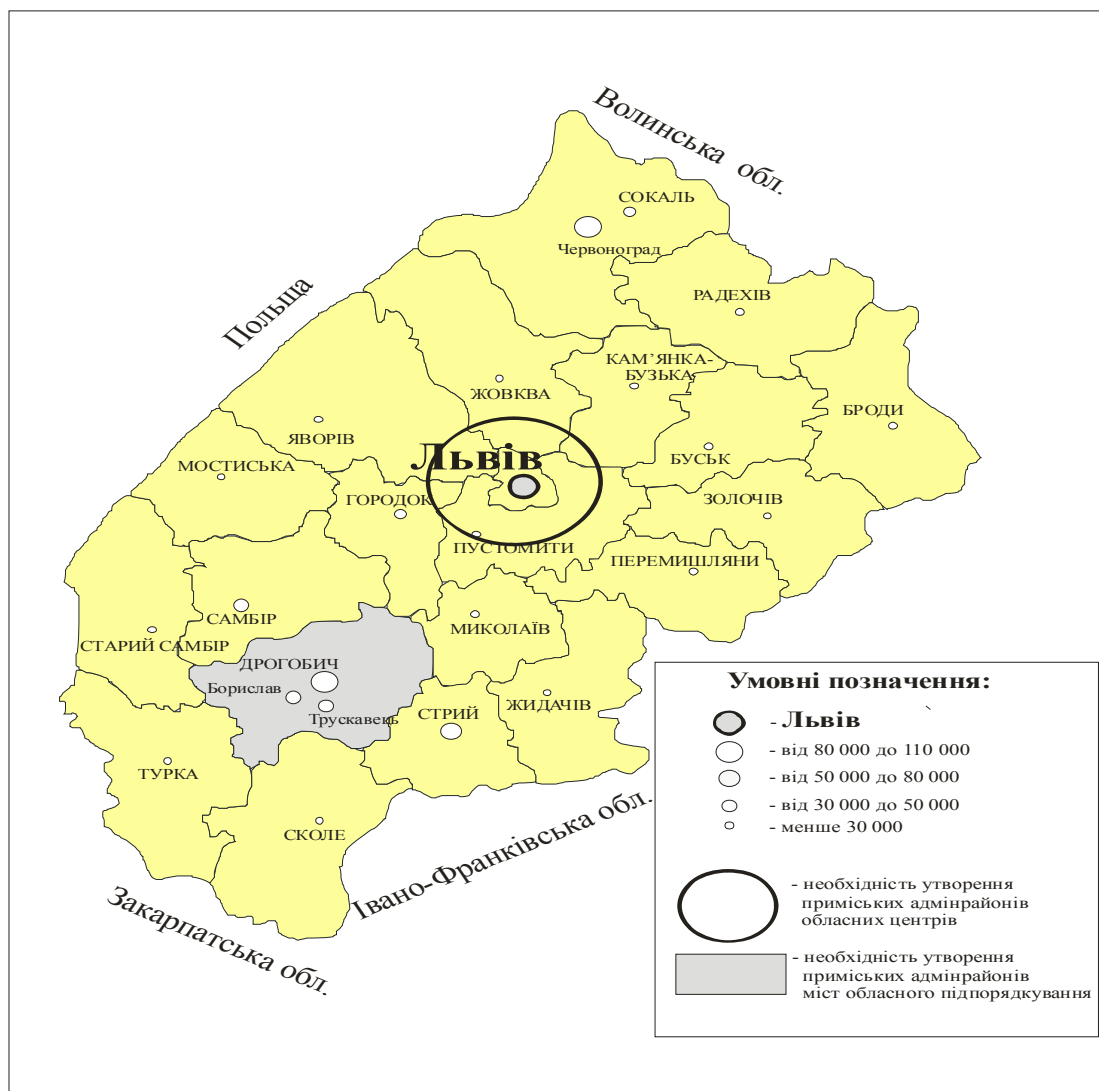 Волинська обл.
СОКАЛЬ
Червоноград
Польща
РАДЕХІВ
КАМ’ЯНКА-
БУЗЬКА
ЖОВКВА
БРОДИ
ЯВОРІВ
Львів
БУСЬК
МОСТИСЬКА
ГОРОДОК
ЗОЛОЧІВ
ПУСТОМИТИ
ПЕРЕМИШЛЯНИ
САМБІР
МИКОЛАЇВ
СТАРИЙ САМБІР
ДРОГОБИЧ
Борислав
Трускавець
СТРИЙ
ЖИДАЧІВ
ТУРКА
СКОЛЕ
Івано-Франківська обл.
Закарпатська обл.
Умовні позначення:
- Львів
- від 80 000 до 110 000
- від 50 000 до 80 000
- від 30 000 до 50 000
- менше 30 000
- необхідність утворення
приміських адмінрайонів
обласних центрів
- необхідність утворення
приміських адмінрайонів
міст обласного підпорядкування